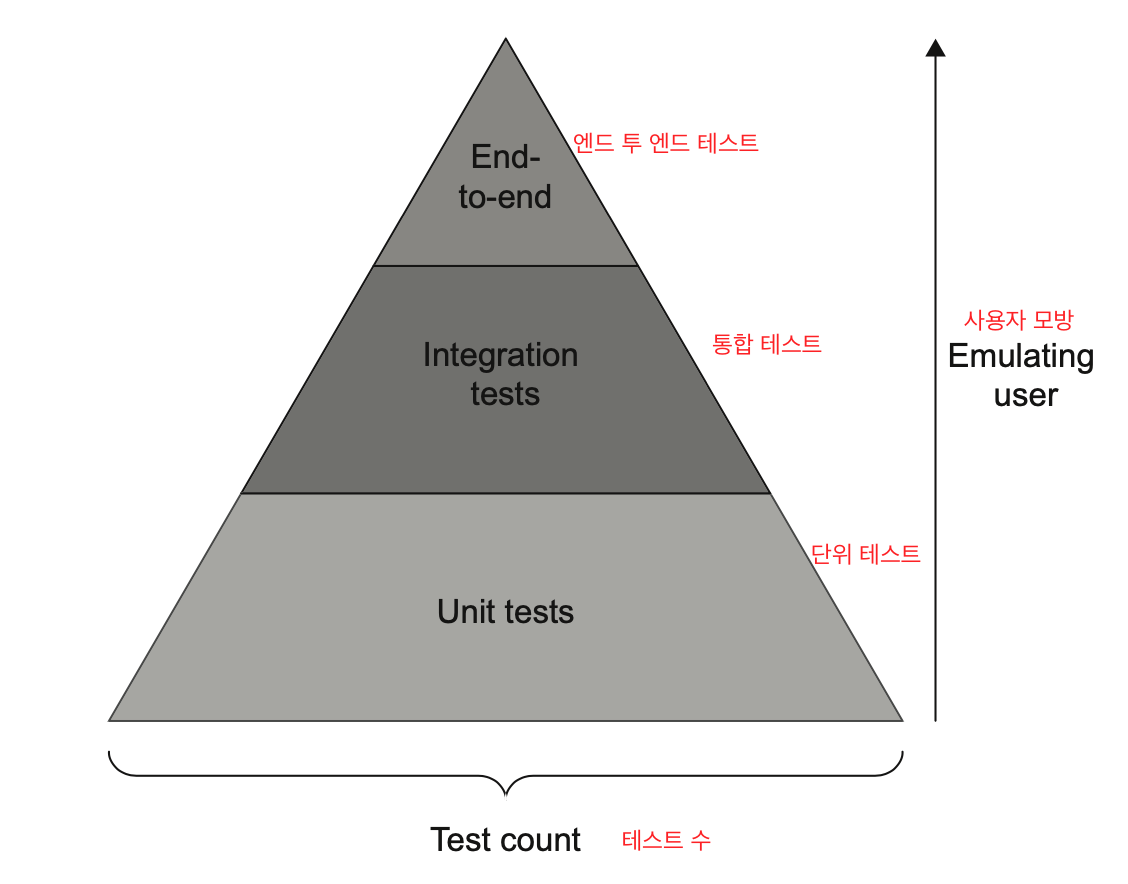 End-
to-end
엔드 투 엔드 테스트
Integration
tests
통합 테스트
사용자 모방
Emulating
user
Unit tests
단위 테스트
Test count 테스트 수